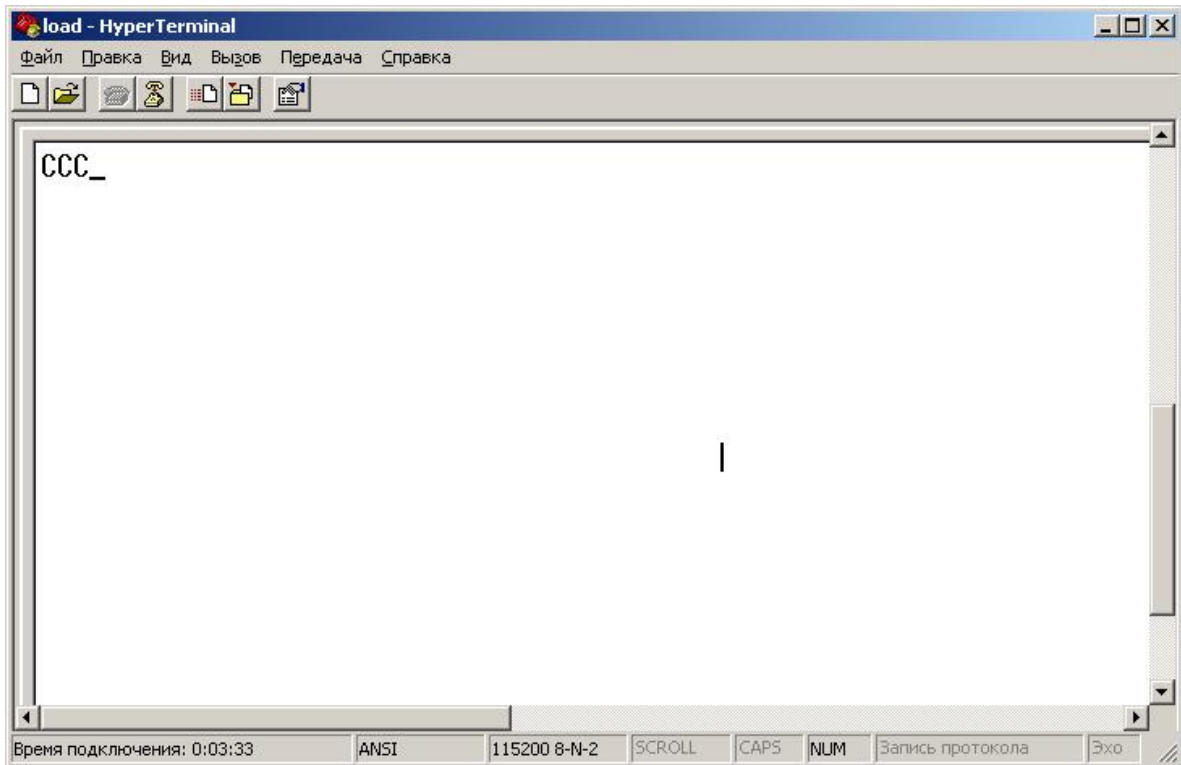 load - HyperTerminal
Файл Правка Вид Вызов Передача Справка
CCC_
Время подключения: 0:03:33 ANSI 115200 8-N-2 SCROLL CAPS NUM Запись протокола Эхо